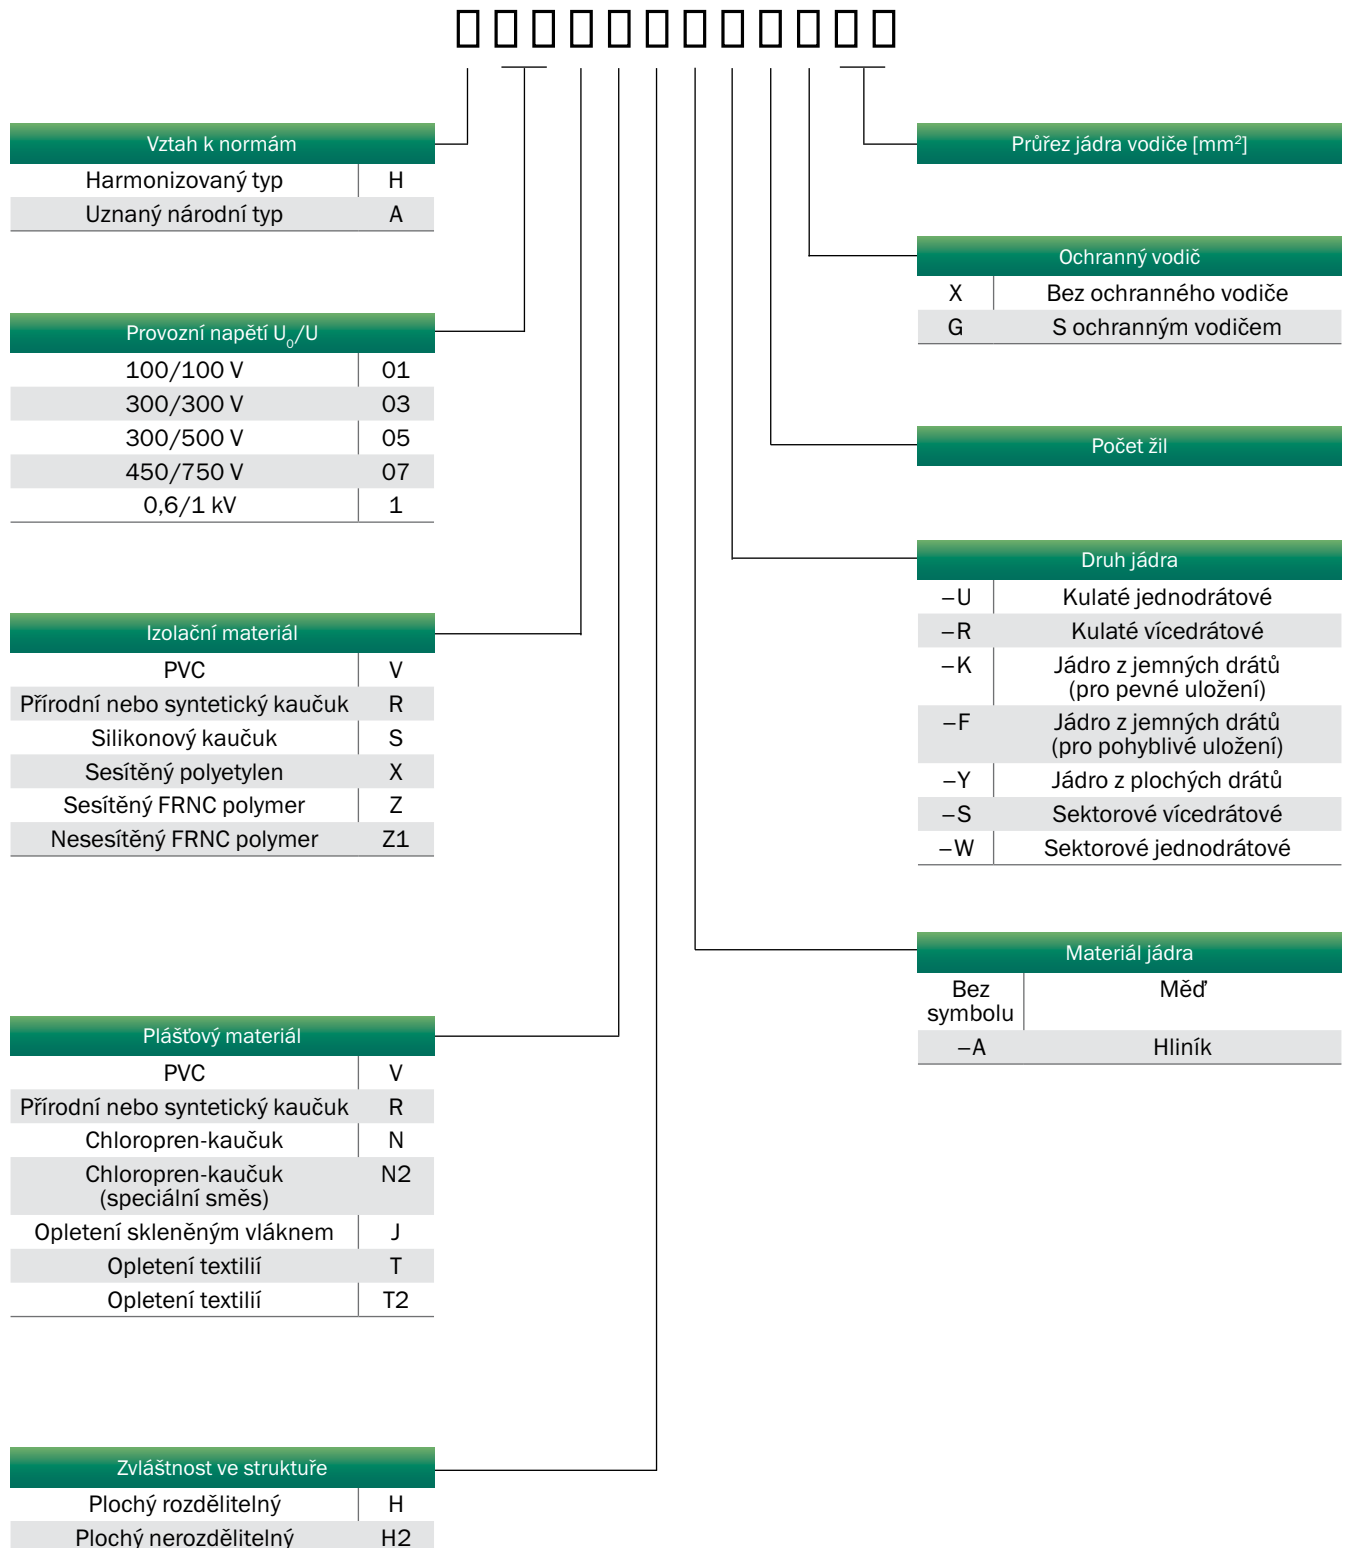 Vztah k normám
Harmonizovaný typ H
Uznaný národní typ A
Provozní napětí U0/U
100/100 V 01
300/300 V 03
300/500 V 05
450/750 V 07
0,6/1 kV 1
Izolační materiál
PVC V
Přírodní nebo syntetický kaučuk R
Silikonový kaučuk S
Sesítěný polyetylen X
Sesítěný FRNC polymer Z
Nesesítěný FRNC polymer Z1
Plášťový materiál
PVC V
Přírodní nebo syntetický kaučuk R
Chloropren-kaučuk N
Chloropren-kaučuk N2
(speciální směs)
Opletení skleněným vláknem J
Opletení textilií T
Opletení textilií T2
Zvláštnost ve struktuře
Plochý rozdělitelný H
Plochý nerozdělitelný H2
Průřez jádra vodiče [mm²]
Ochranný vodič
X Bez ochranného vodiče
G S ochranným vodičem
Počet žil
Druh jádra
–U Kulaté jednodrátové
–R Kulaté vícedrátové
–K Jádro z jemných drátů
(pro pevné uložení)
–F Jádro z jemných drátů
(pro pohyblivé uložení)
–Y Jádro z plochých drátů
–S Sektorové vícedrátové
–W Sektorové jednodrátové
Materiál jádra
Bez Měď
symbolu
–A Hliník